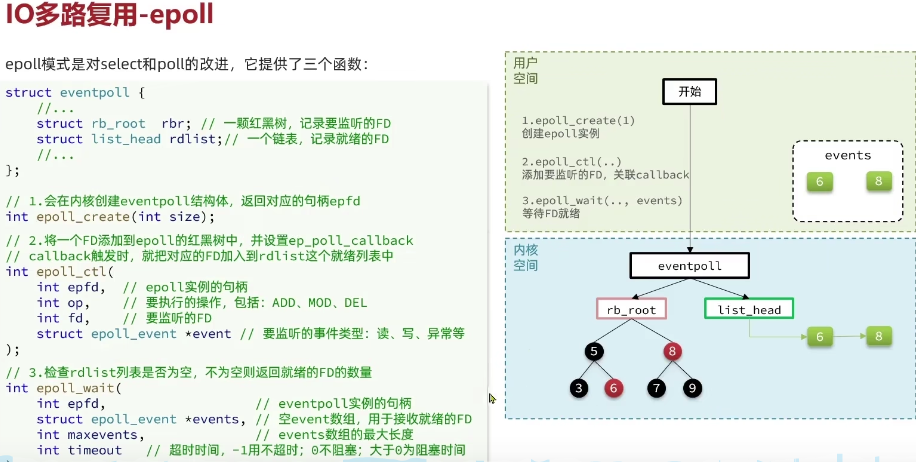 IO多路复用-epoll
epoll模式是对select和poll的改进，它提供了三个函数：
struct eventpoll {
//...
struct rb_root  rbr; // 一颗红黑树，记录要监听的FD
struct list_head rdlist;// 一个链表，记录就绪的FD
//...
};
// 1.会在内核创建eventpoll结构体，返回对应的句柄epfd
int epoll_create(int size);
// 2.将一个FD添加到epoll的红黑树中，并设置ep_poll_callback
// callback触发时，就把对应的FD加入到rdlist这个就绪列表中
int epoll_ctl(
int epfd,  // epoll实例的句柄
int op,    // 要执行的操作，包括：ADD、MOD、DEL
int fd,    // 要监听的FD
struct epoll_event *event // 要监听的事件类型：读、写、异常等
);
// 3.检查rdlist列表是否为空，不为空则返回就绪的FD的数量
int epoll_wait(
int epfd,                   // eventpoll实例的句柄
struct epoll_event *events, // 空event数组，用于接收就绪的FD
int maxevents,              // events数组的最大长度
int timeout   // 超时时间，-1用不超时；0不阻塞；大于0为阻塞时间
用户
空间
开始
1.epoll_create(1)
创建epoll实例
2.epoll_ctl(..)
添加要监听的FD，关联callback
3.epoll_wait(.., events)
等待FD就绪
events
6 8
内核
空间
eventpoll
rb_root list_head
6 8
5 8
3 6 7 9